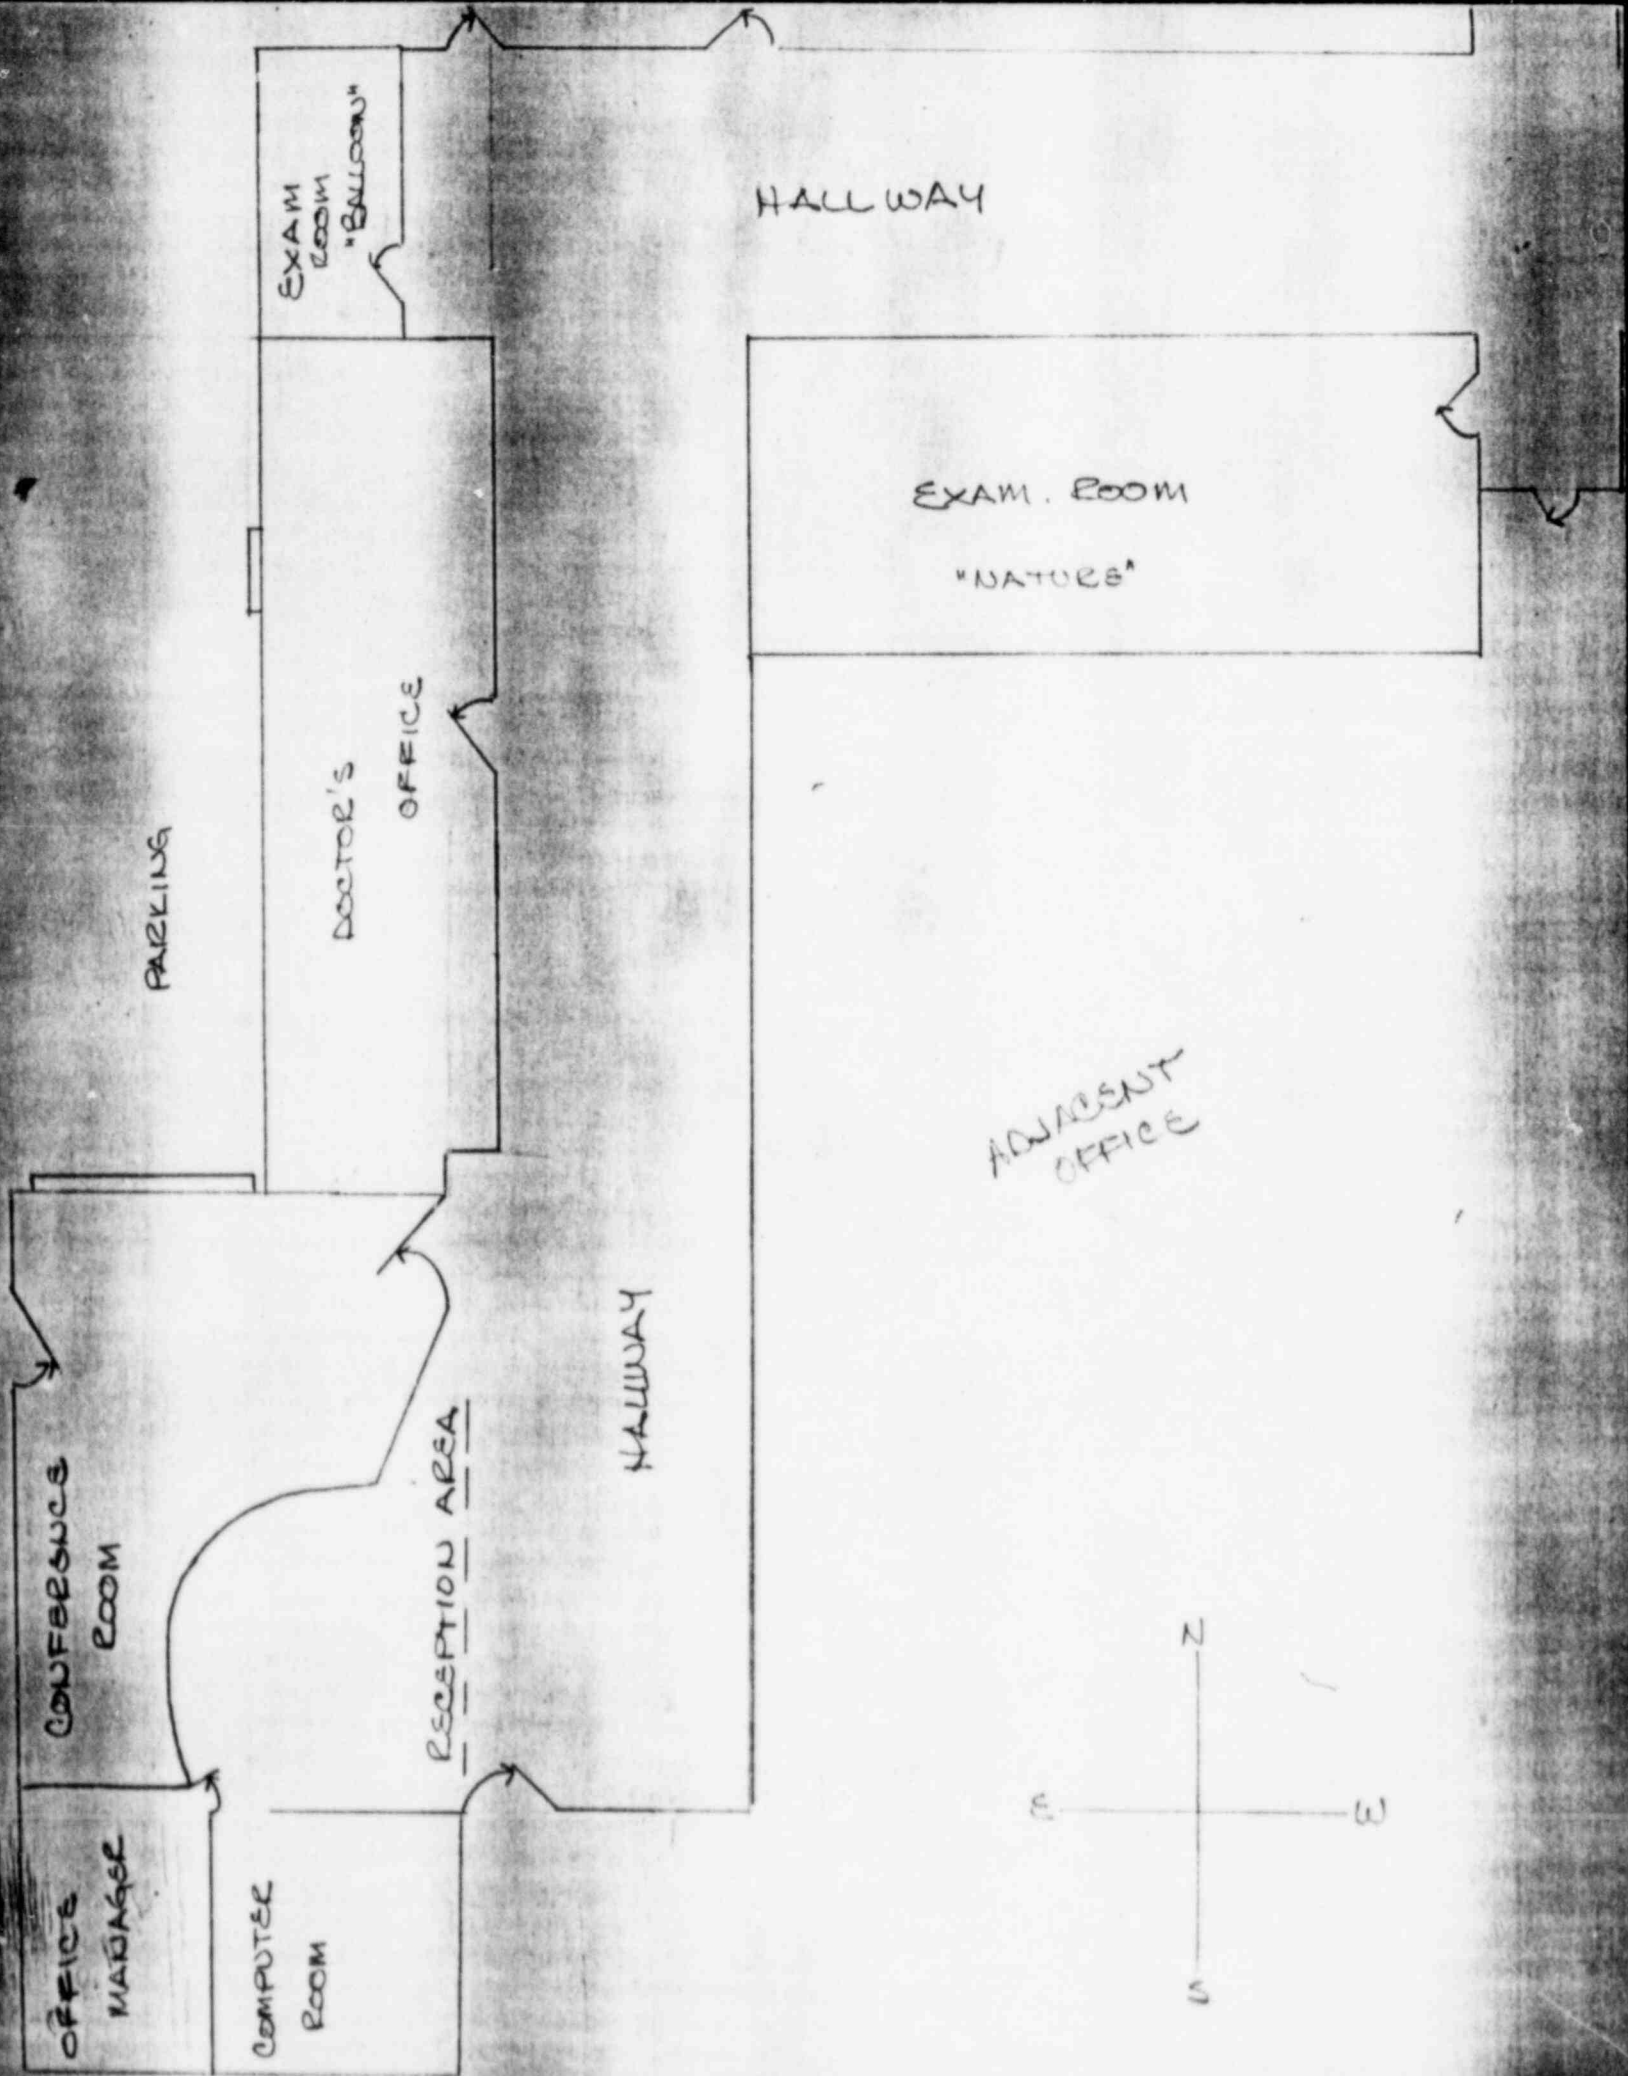 EXAM
ROOM
"BALLOON"
HALLWAY
EXAM. ROOM
"NATURE"
PARKING
DOCTOR'S
OFFICE
ADJACENT
OFFICE
CONFERENCE
ROOM
RECEPTION AREA
HALLWAY
OFFICE
MANAGER
COMPUTER
ROOM
N
E
W
S